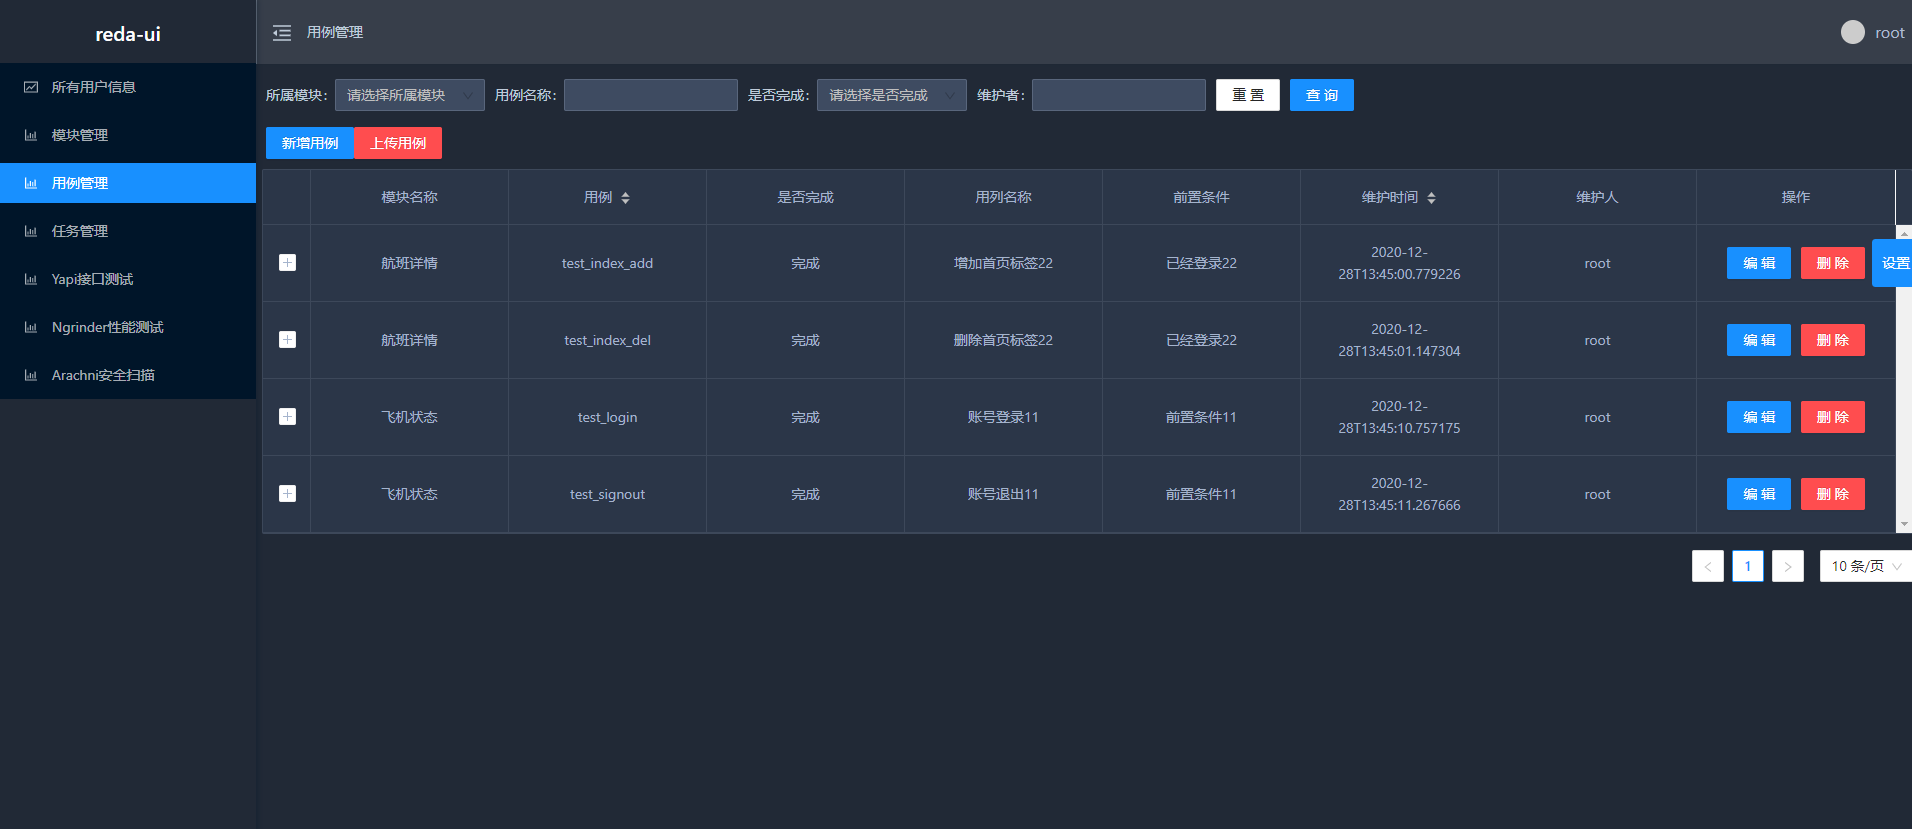 reda-ui
用例管理
root
所有用户信息
模块管理
用例管理
任务管理
Yapi接口测试
Ngrinder性能测试
Arachni安全扫描
所属模块: 请选择所属模块 用例名称: 是否完成: 请选择是否完成 维护者: 重 置 查 询
新增用例 上传用例
模块名称 用例 是否完成 用列名称 前置条件 维护时间 维护人 操作
航班详情 test_index_add 完成 增加首页标签22 已经登录22 2020-12-
28T13:45:00.779226 root 编 辑 删 除 设置
航班详情 test_index_del 完成 删除首页标签22 已经登录22 2020-12-
28T13:45:01.147304 root 编 辑 删 除
飞机状态 test_login 完成 账号登录11 前置条件11 2020-12-
28T13:45:10.757175 root 编 辑 删 除
飞机状态 test_signout 完成 账号退出11 前置条件11 2020-12-
28T13:45:11.267666 root 编 辑 删 除
1 10 条/页